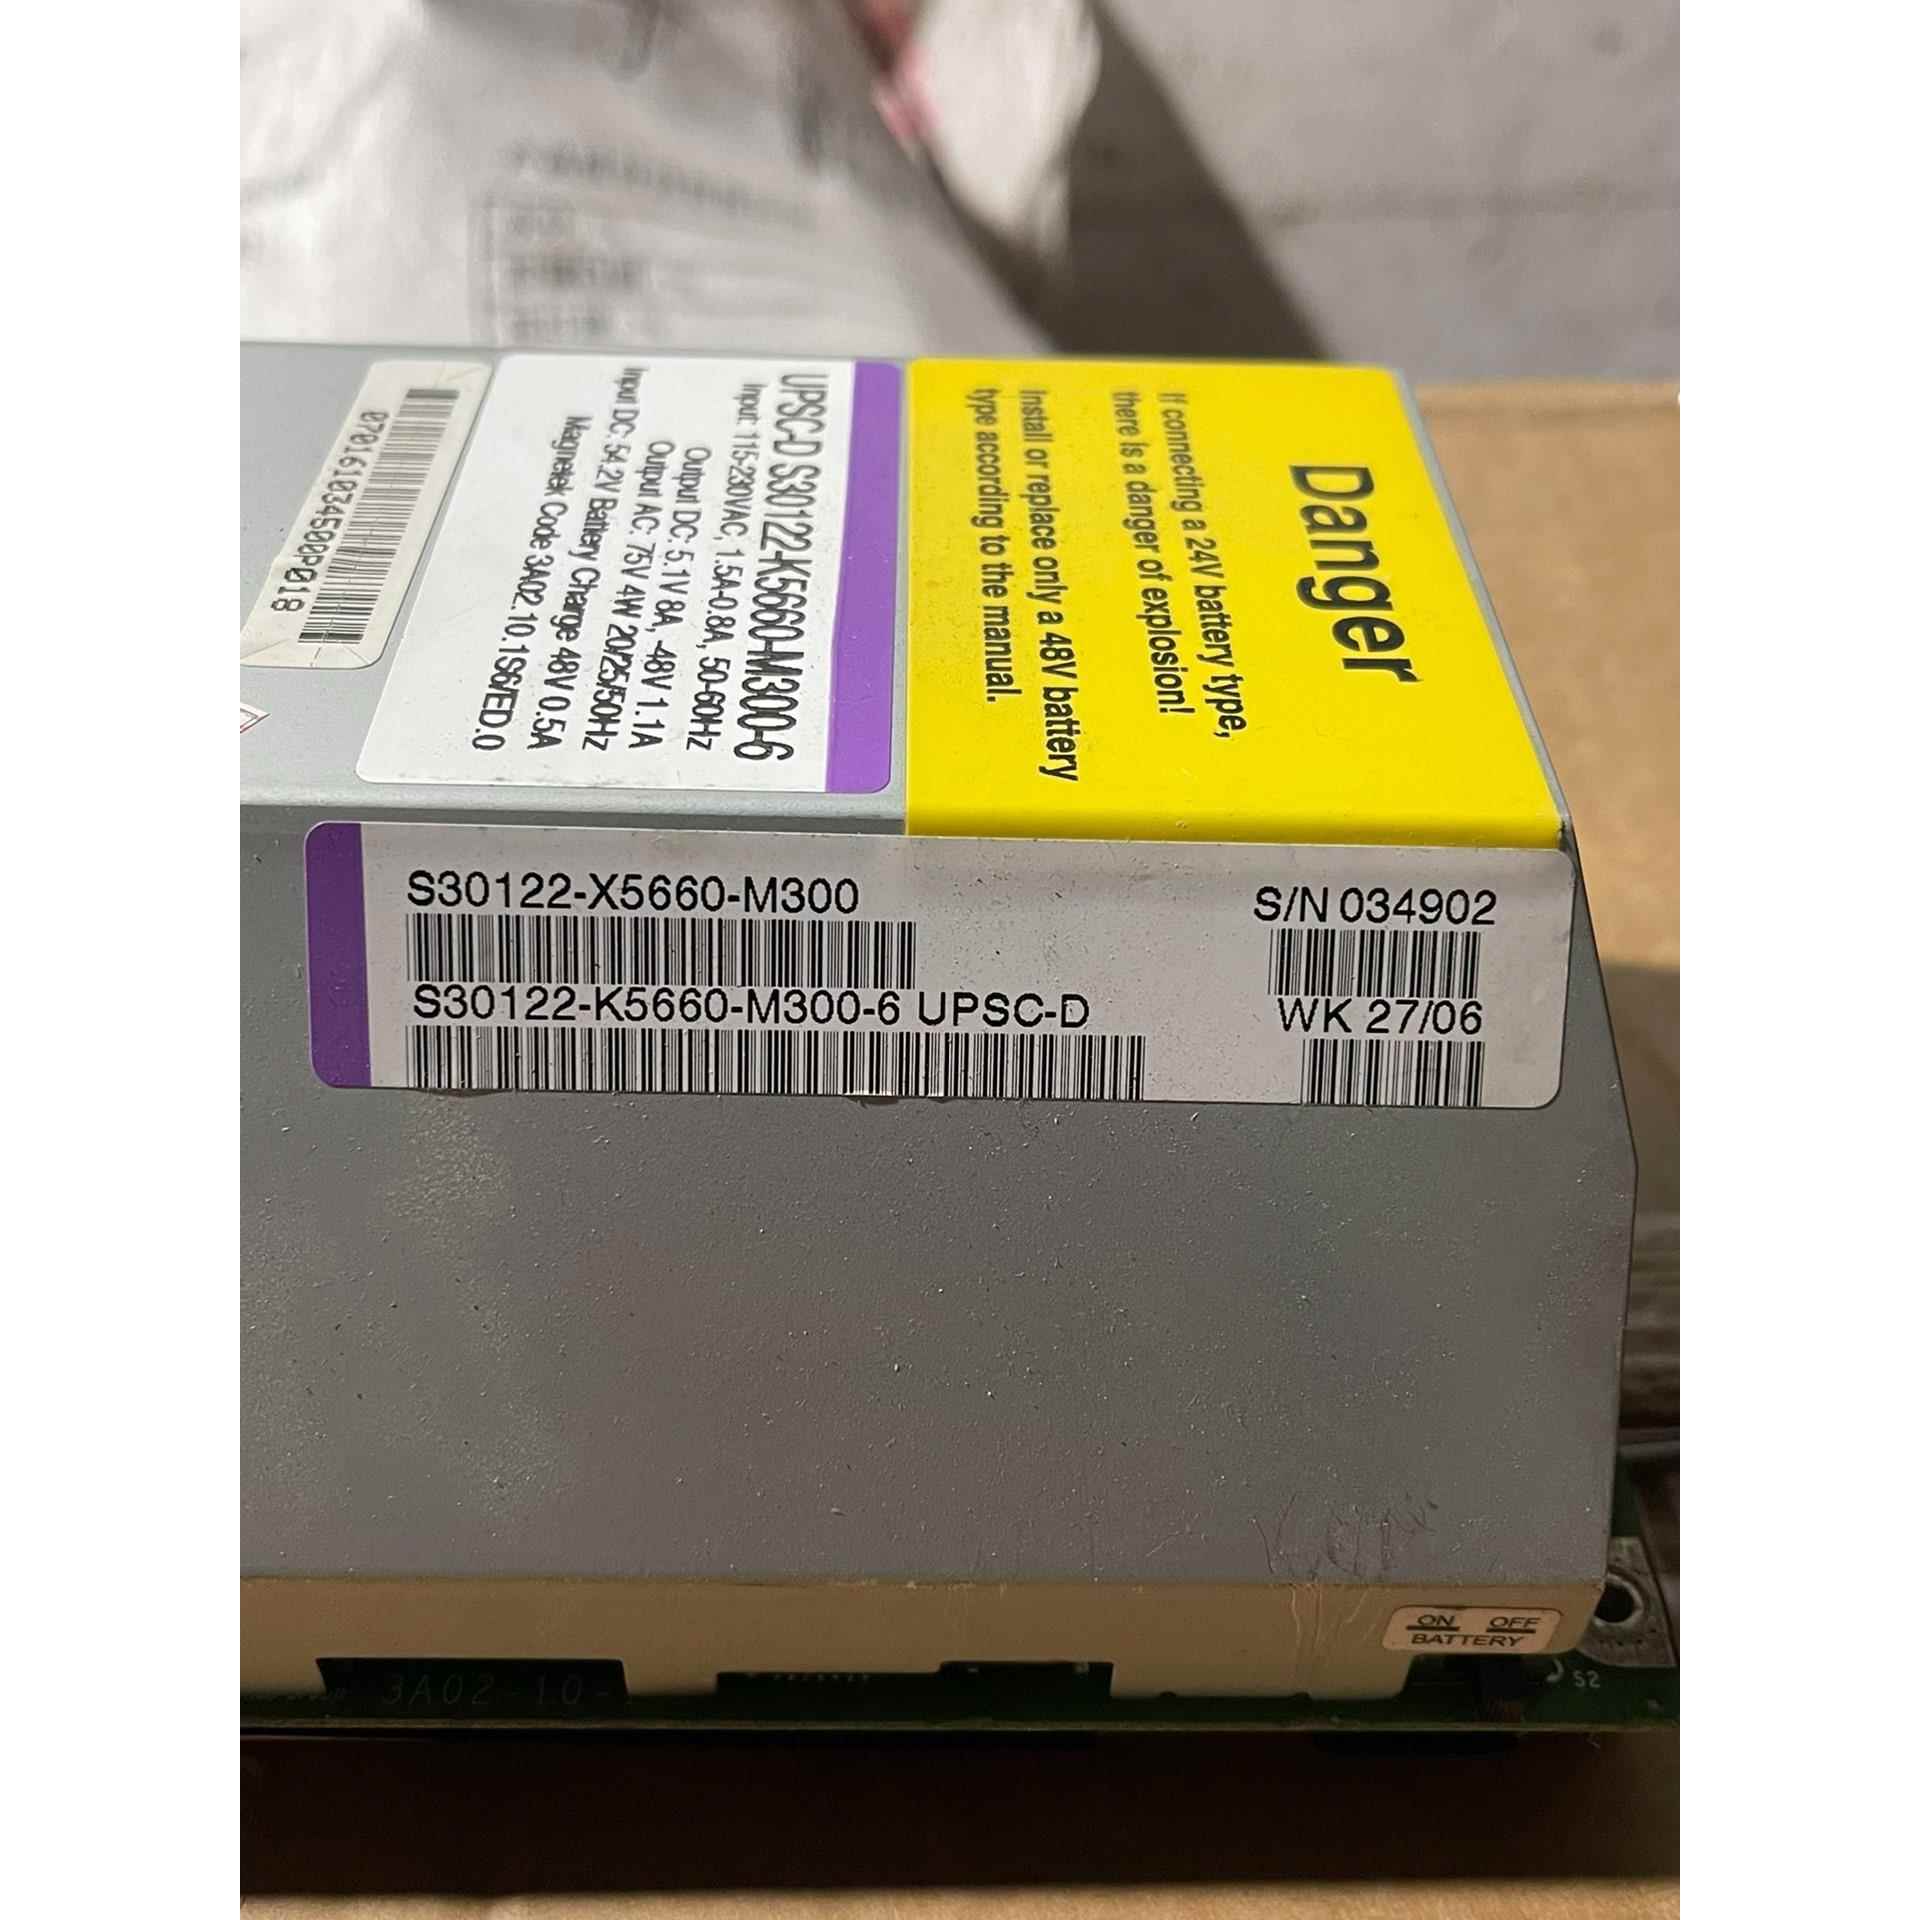 Danger
If connecting a 24V battery type,
there is a danger of explosion!
Install or replace only a 48V battery
type according to the manual.
UPSC-D S30122-K5660-M300-6
Input: 115-230VAC, 1.5A-0.8A, 50-60Hz
Output DC: 5.1V 8A, -48V 1.1A
Output AC: 75V 4W 20/25/50Hz
Input DC: 54.2V Battery Charge 48V 0.5A
Magnetek Code 3A02.10.1S6/ED.0
070161034500P018
S30122-X5660-M300
S/N 034902
S30122-K5660-M300-6 UPSC-D
WK 27/06
ON OFF
BATTERY
S2
3A02-10-